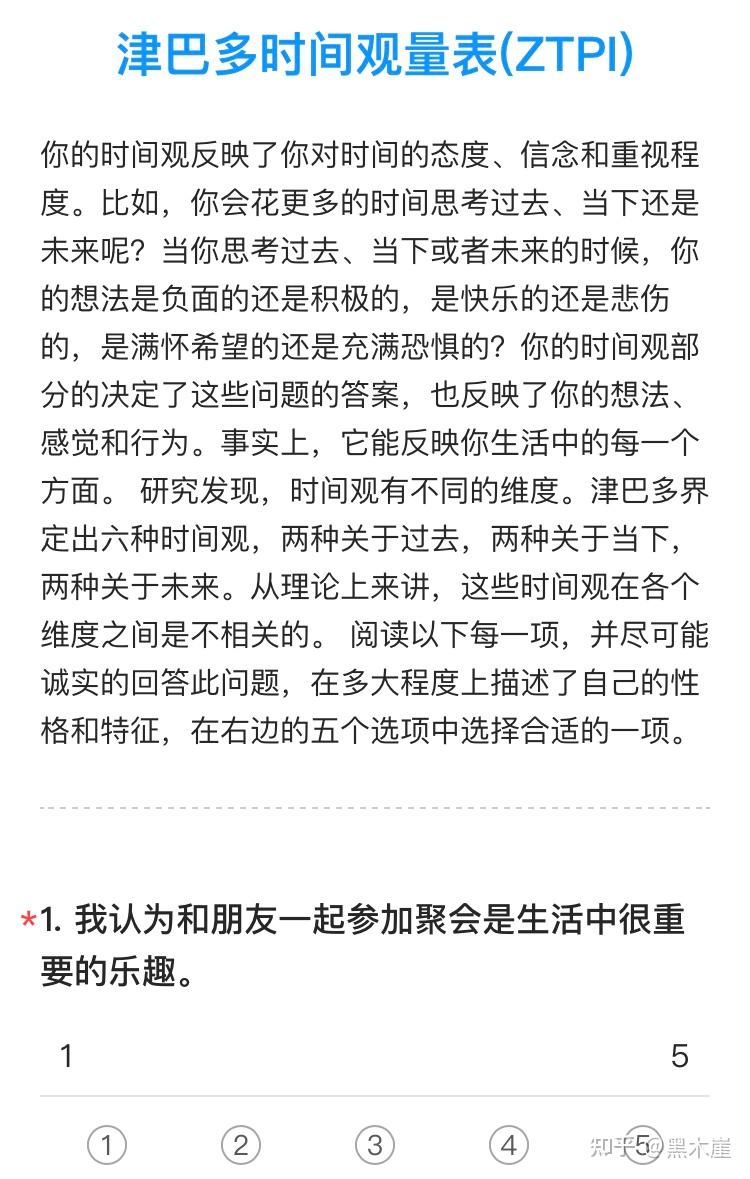 津巴多时间观量表(ZTPI)
你的时间观反映了你对时间的态度、信念和重视程
度。比如，你会花更多的时间思考过去、当下还是
未来呢？当你思考过去、当下或者未来的时候，你
的想法是负面的还是积极的，是快乐的还是悲伤
的，是满怀希望的还是充满恐惧的？你的时间观部
分的决定了这些问题的答案，也反映了你的想法、
感觉和行为。事实上，它能反映你生活中的每一个
方面。 研究发现，时间观有不同的维度。津巴多界
定出六种时间观，两种关于过去，两种关于当下，
两种关于未来。从理论上来讲，这些时间观在各个
维度之间是不相关的。 阅读以下每一项，并尽可能
诚实的回答此问题，在多大程度上描述了自己的性
格和特征，在右边的五个选项中选择合适的一项。
*1. 我认为和朋友一起参加聚会是生活中很重
要的乐趣。
1 5
1 2 3 4 5
知乎 @黑木崖